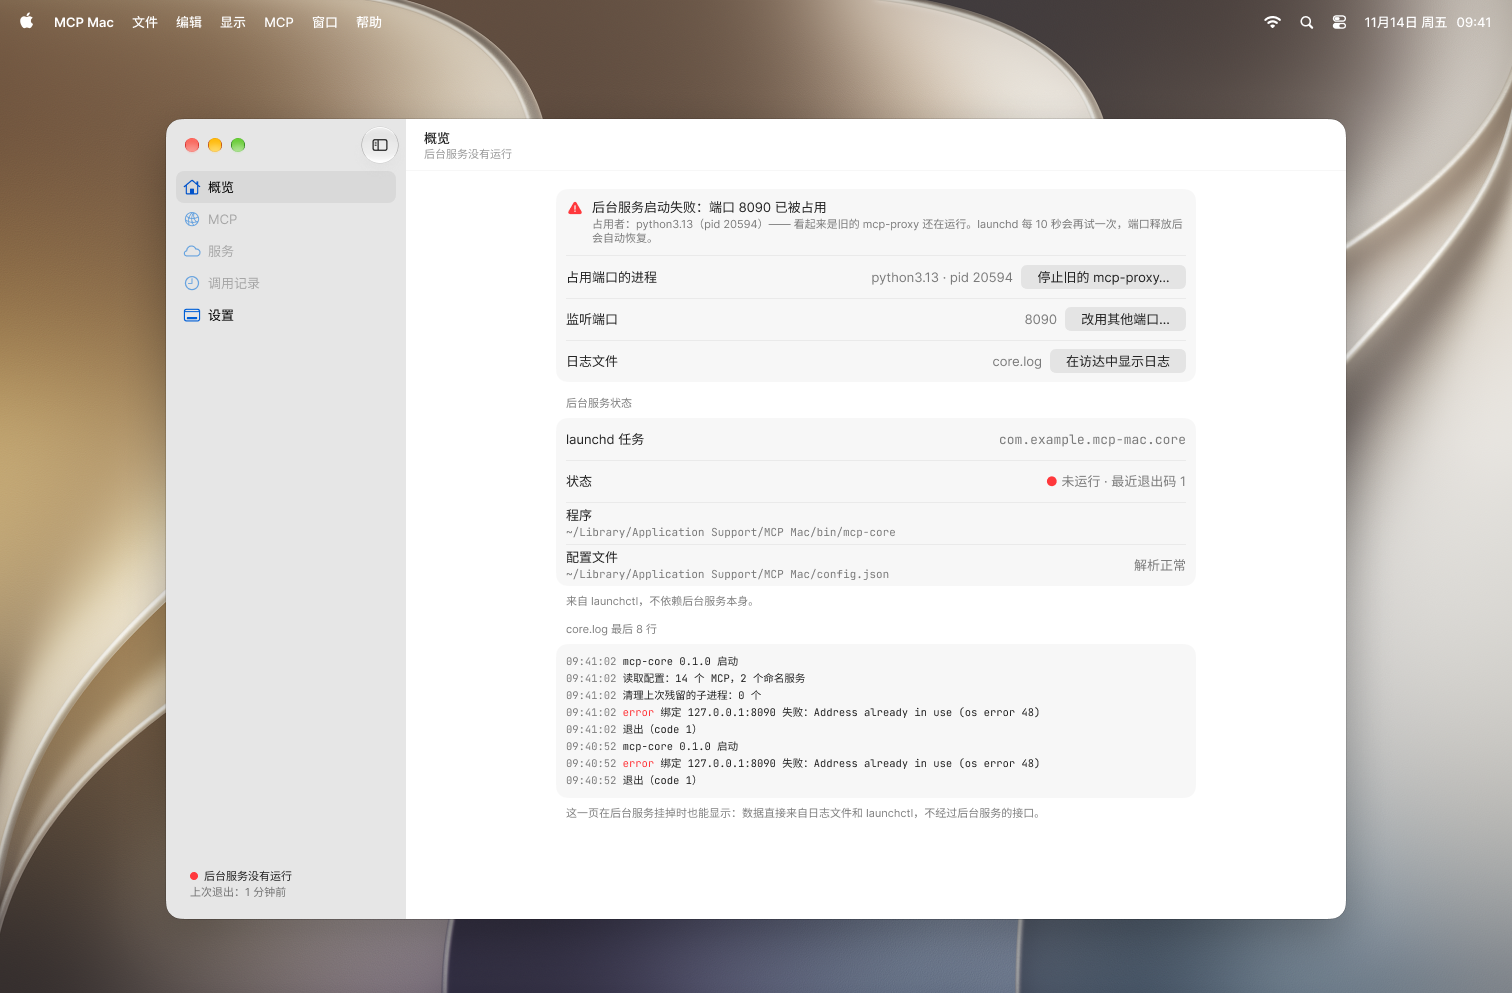 MCP Mac 文件 编辑 显示 MCP 窗口 帮助
11月14日 周五 09:41
概览
后台服务没有运行
概览
MCP
服务
调用记录
设置
后台服务启动失败：端口 8090 已被占用
占用者：python3.13（pid 20594）—— 看起来是旧的 mcp-proxy 还在运行。launchd 每 10 秒会再试一次，端口释放后
会自动恢复。
占用端口的进程 python3.13 · pid 20594 停止旧的 mcp-proxy...
监听端口 8090 改用其他端口...
日志文件 core.log 在访达中显示日志
后台服务状态
launchd 任务 com.example.mcp-mac.core
状态 未运行 · 最近退出码 1
程序
~/Library/Application Support/MCP Mac/bin/mcp-core
配置文件
~/Library/Application Support/MCP Mac/config.json
解析正常
来自 launchctl，不依赖后台服务本身。
core.log 最后 8 行
09:41:02 mcp-core 0.1.0 启动
09:41:02 读取配置：14 个 MCP，2 个命名服务
09:41:02 清理上次残留的子进程：0 个
09:41:02 error 绑定 127.0.0.1:8090 失败：Address already in use (os error 48)
09:41:02 退出（code 1）
09:40:52 mcp-core 0.1.0 启动
09:40:52 error 绑定 127.0.0.1:8090 失败：Address already in use (os error 48)
09:40:52 退出（code 1）
这一页在后台服务挂掉时也能显示：数据直接来自日志文件和 launchctl，不经过后台服务的接口。
后台服务没有运行
上次退出：1 分钟前